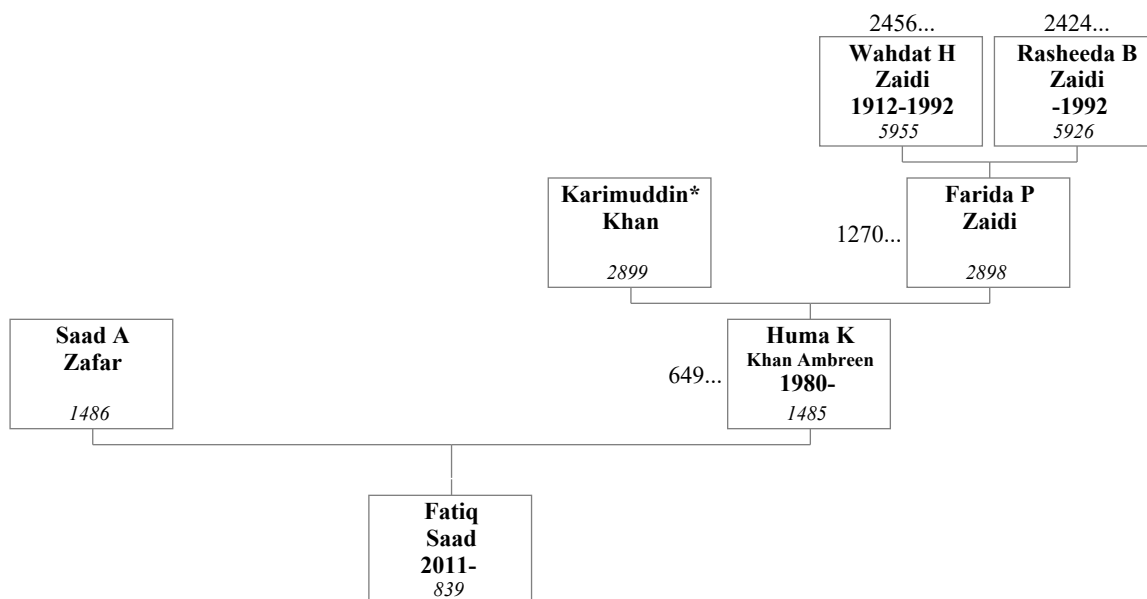 2456...
Wahdat H
Zaidi
1912-1992
5955
2424...
Rasheeda B
Zaidi
-1992
5926
Karimuddin*
Khan
2899
1270...
Farida P
Zaidi
2898
Saad A
Zafar
1486
649...
Huma K
Khan Ambreen
1980-
1485
Fatiq
Saad
2011-
839